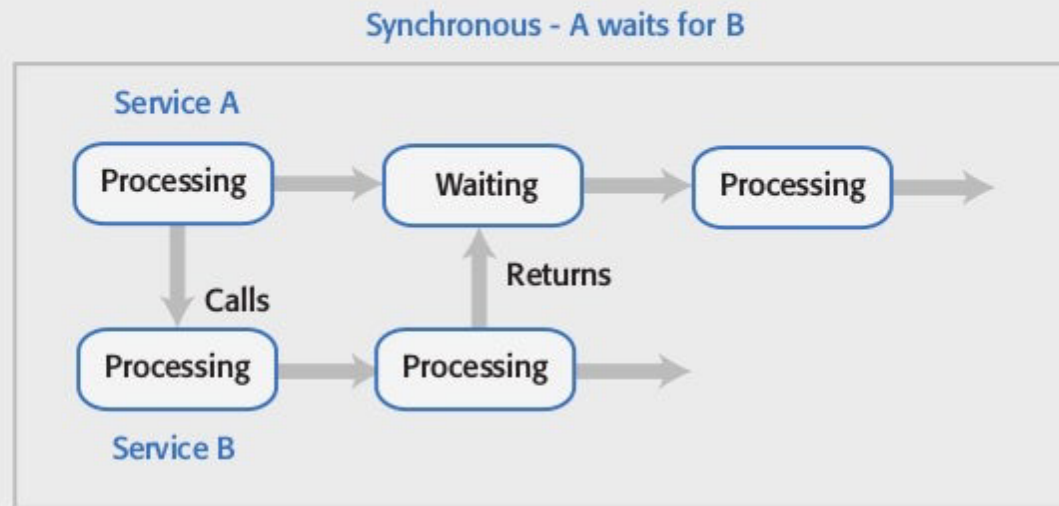 Synchronous - A waits for B
Service A
Processing
Waiting
Processing
Calls
Returns
Processing
Processing
Service B